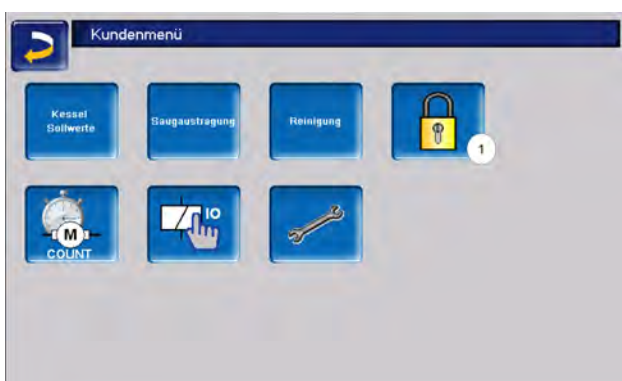 Kundenmenü
Kessel
Sollwerte
Saugaustragung
Reinigung
1
M
COUNT
IO